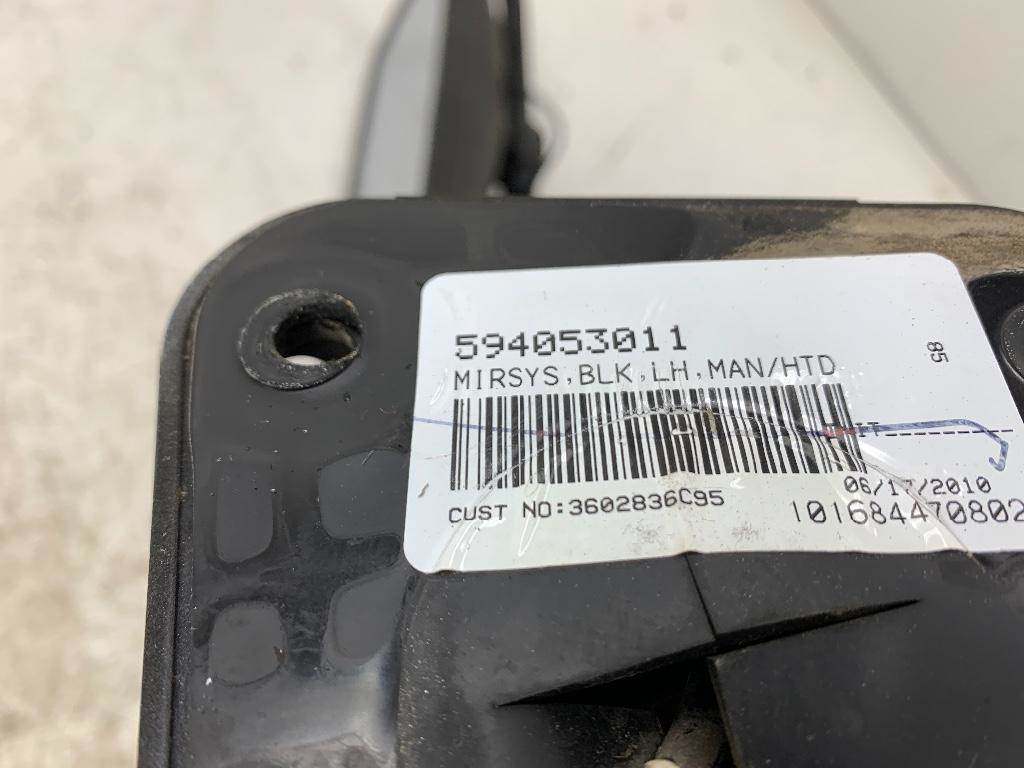 594053011
85
MIRSYS,BLK,LH,MAN/HTD
06/17/2010
CUST NO:3602836C95
101684470802